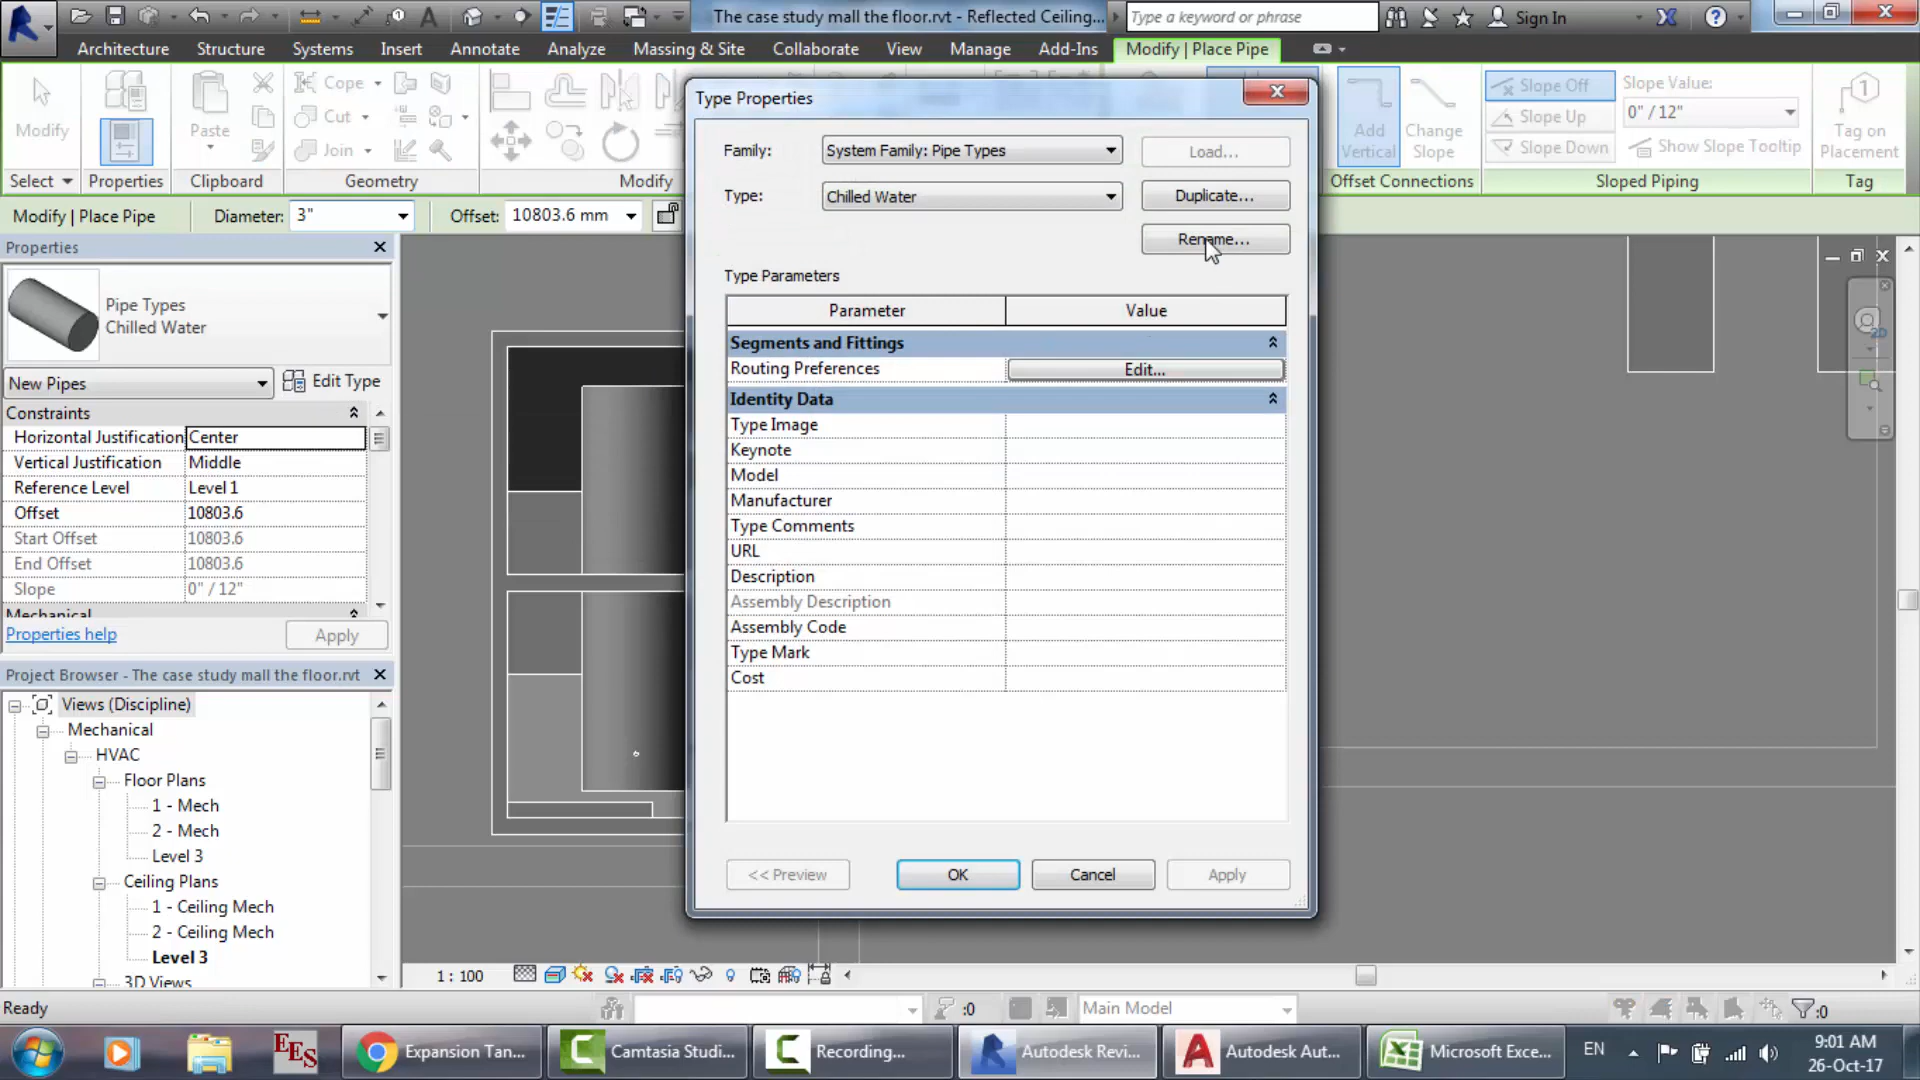 The case study mall the floor.rvt - Reflected Ceiling...
Type a keyword or phrase
Sign In
Architecture Structure Systems Insert Annotate Analyze Massing & Site Collaborate View Manage Add-Ins Modify | Place Pipe
Modify
Paste
Cope
Cut
Join
Add Vertical
Change Slope
Slope Off
Slope Up
Slope Down
Slope Value:
0" / 12"
Show Slope Tooltip
Tag on Placement
Select Properties Clipboard Geometry Modify Offset Connections Sloped Piping Tag
Modify | Place Pipe Diameter: 3" Offset: 10803.6 mm
Properties
Pipe Types
Chilled Water
New Pipes Edit Type
Constraints
Horizontal Justification Center
Vertical Justification Middle
Reference Level Level 1
Offset 10803.6
Start Offset 10803.6
End Offset 10803.6
Slope 0" / 12"
Mechanical
Properties help Apply
Project Browser - The case study mall the floor.rvt
Views (Discipline)
Mechanical
HVAC
Floor Plans
1 - Mech
2 - Mech
Level 3
Ceiling Plans
1 - Ceiling Mech
2 - Ceiling Mech
Level 3
3D Views
Type Properties
Family: System Family: Pipe Types Load...
Type: Chilled Water Duplicate...
Rename...
Type Parameters
Parameter Value
Segments and Fittings
Routing Preferences Edit...
Identity Data
Type Image
Keynote
Model
Manufacturer
Type Comments
URL
Description
Assembly Description
Assembly Code
Type Mark
Cost
<< Preview OK Cancel Apply
2D
1 : 100
Ready :0 Main Model :0
EES Expansion Tan... Camtasia Studi... Recording... Autodesk Revi... Autodesk Aut... Microsoft Exce... EN 9:01 AM
26-Oct-17